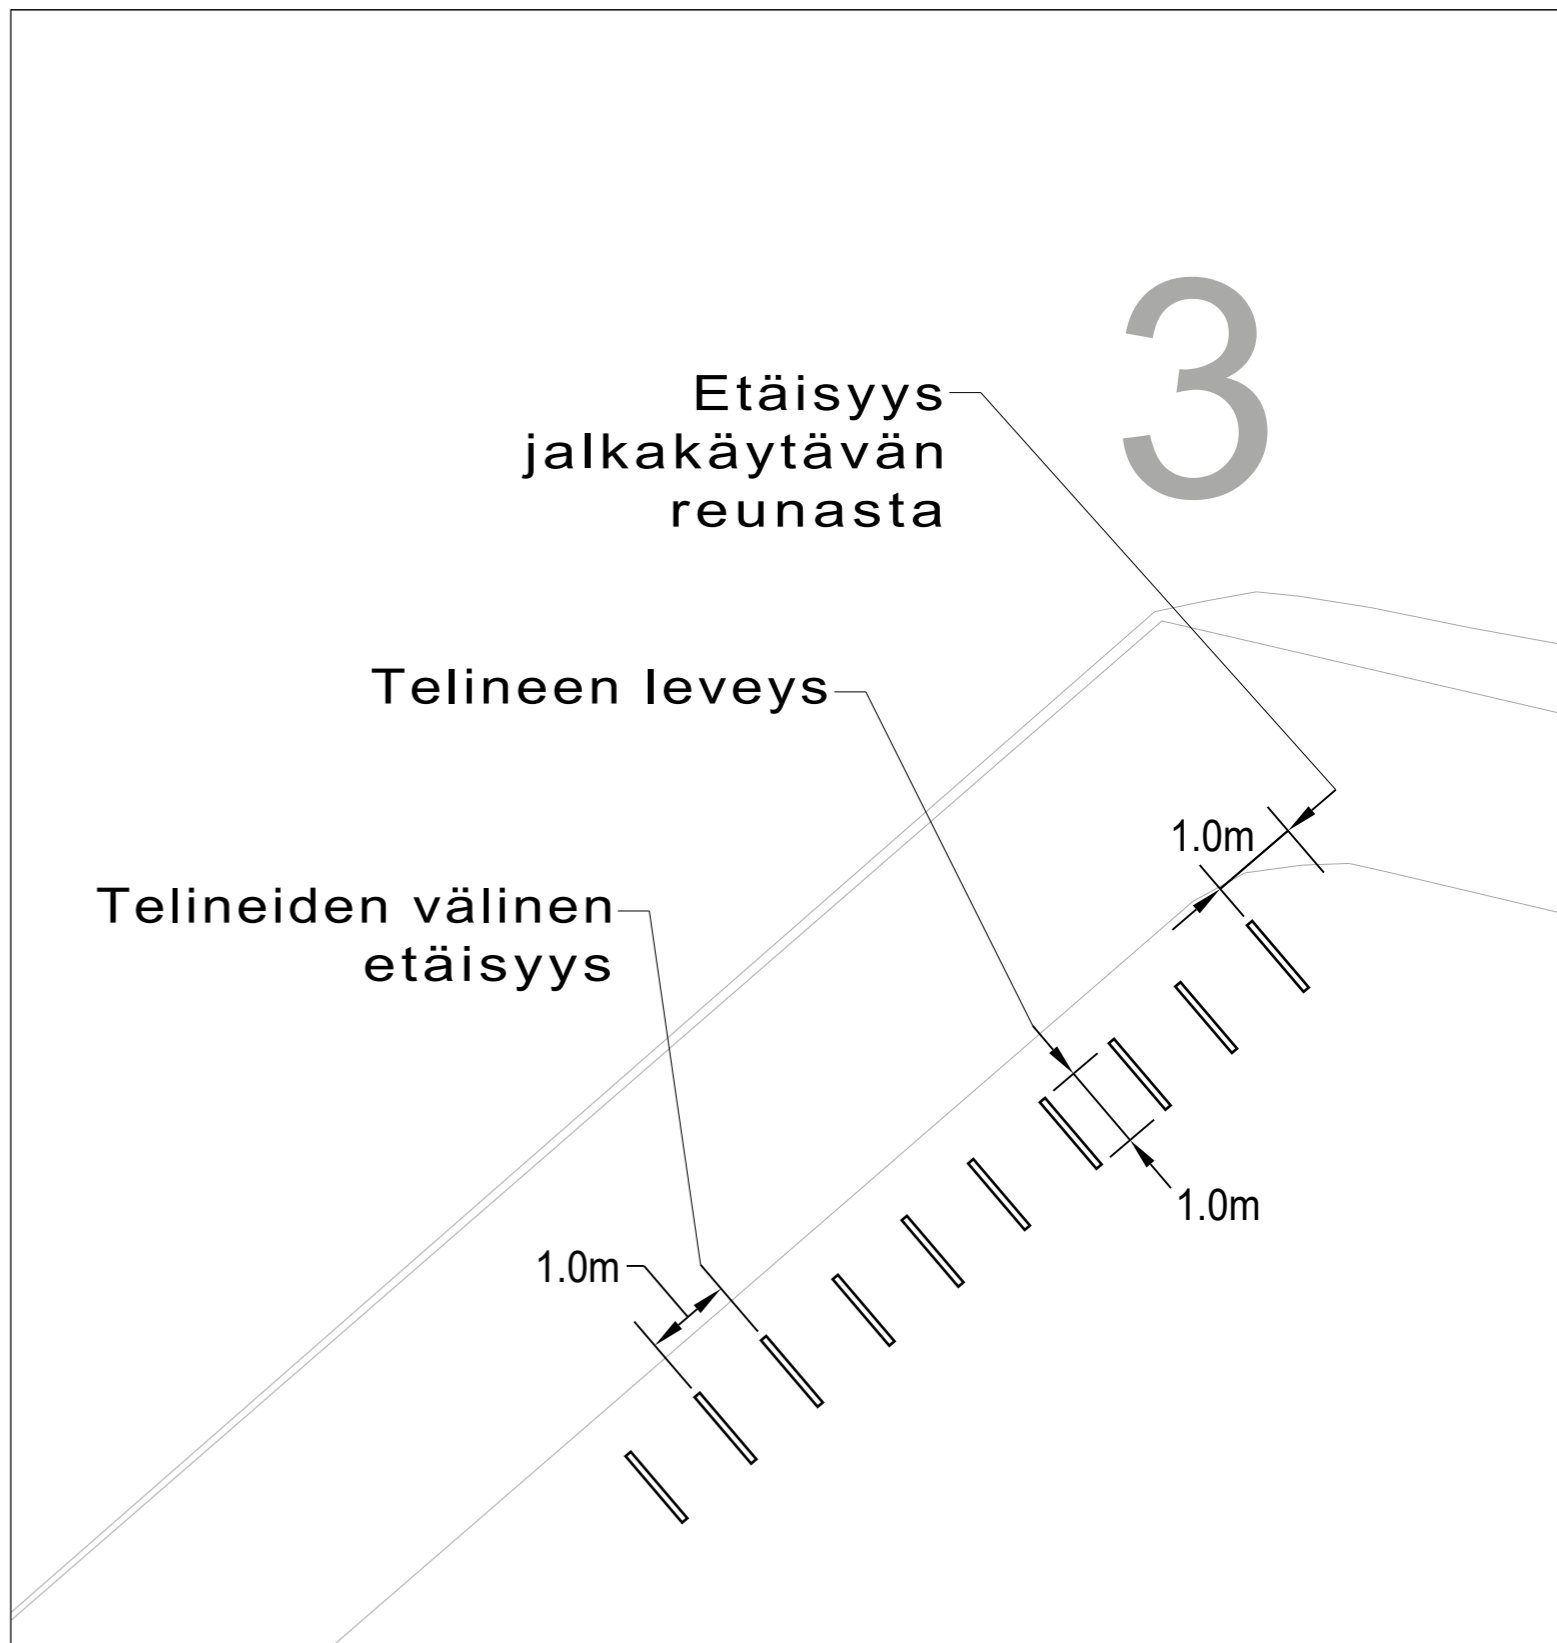 3
Etäisyys
jalkakäytävän
reunasta
Telineen leveys
1.0m
Telineiden välinen
etäisyys
1.0m
1.0m